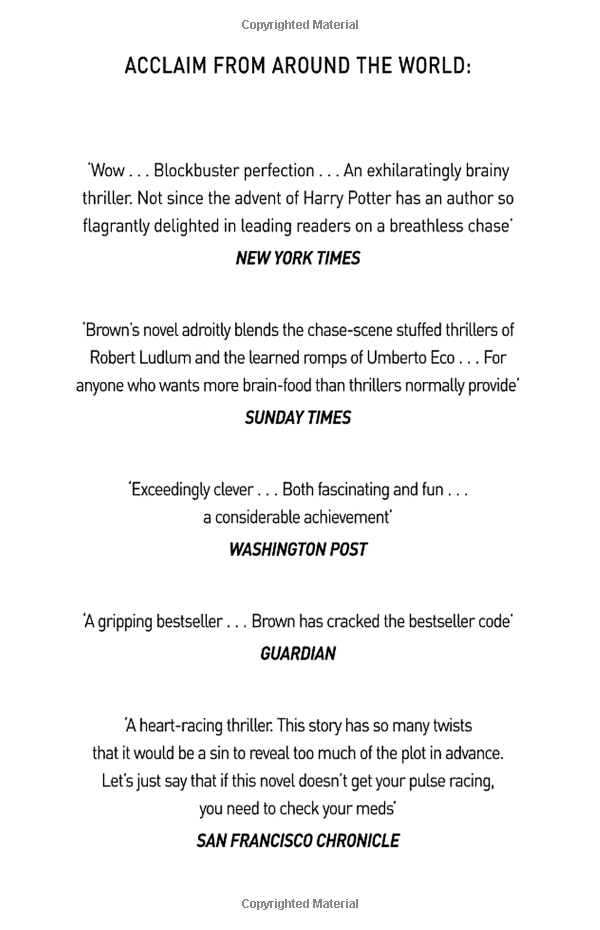 Copyrighted Material
ACCLAIM FROM AROUND THE WORLD:
‘Wow . . . Blockbuster perfection . . . An exhilaratingly brainy
thriller. Not since the advent of Harry Potter has an author so
flagrantly delighted in leading readers on a breathless chase’
NEW YORK TIMES
‘Brown’s novel adroitly blends the chase-scene stuffed thrillers of
Robert Ludlum and the learned romps of Umberto Eco . . . For
anyone who wants more brain-food than thrillers normally provide’
SUNDAY TIMES
‘Exceedingly clever . . . Both fascinating and fun . . .
a considerable achievement’
WASHINGTON POST
‘A gripping bestseller . . . Brown has cracked the bestseller code’
GUARDIAN
‘A heart-racing thriller. This story has so many twists
that it would be a sin to reveal too much of the plot in advance.
Let’s just say that if this novel doesn’t get your pulse racing,
you need to check your meds’
SAN FRANCISCO CHRONICLE
Copyrighted Material